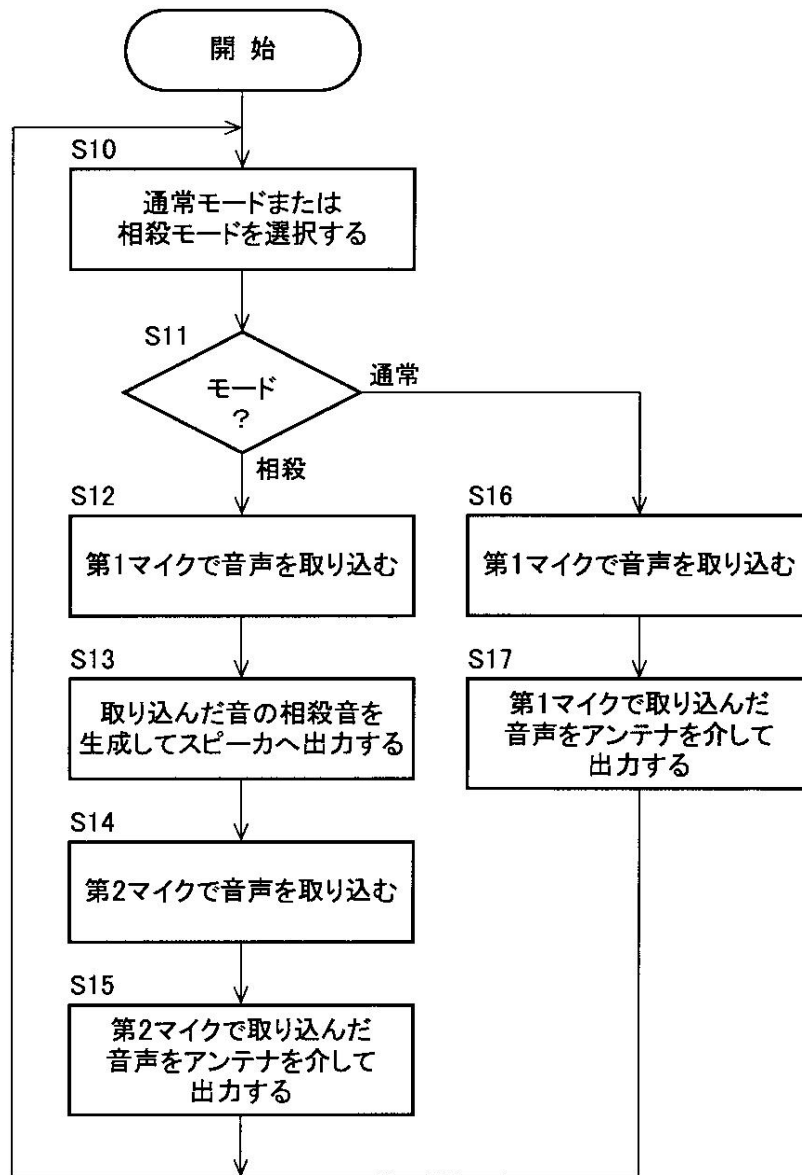 開 始
S10
通常モードまたは
相殺モードを選択する
S11
モード
?
通常
相殺
S12
第1マイクで音声を取り込む
S13
取り込んだ音の相殺音を
生成してスピーカへ出力する
S14
第2マイクで音声を取り込む
S15
第2マイクで取り込んだ
音声をアンテナを介して
出力する
S16
第1マイクで音声を取り込む
S17
第1マイクで取り込んだ
音声をアンテナを介して
出力する